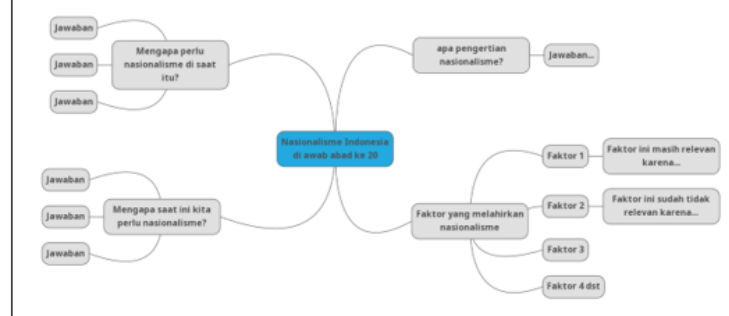 Jawaban
Jawaban
Jawaban
Mengapa perlu
nasionalisme di saat
itu?
apa pengertian
nasionalisme?
Jawaban...
Nasionalisme Indonesia
di awab abad ke 20
Jawaban
Jawaban
Jawaban
Mengapa saat ini kita
perlu nasionalisme?
Faktor yang melahirkan
nasionalisme
Faktor 1
Faktor ini masih relevan
karena...
Faktor 2
Faktor ini sudah tidak
relevan karena...
Faktor 3
Faktor 4 dst